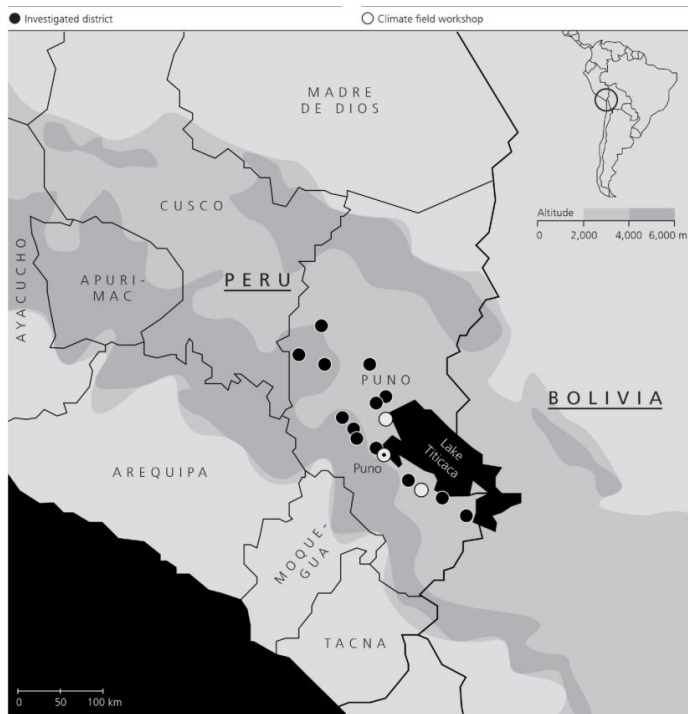 Investigated district
Climate field workshop
MADRE
DE DIOS
CUSCO
Altitude
0 2,000 4,000 6,000 m
AYACUCHO
APURI-
MAC
PERU
PUNO
BOLIVIA
Lake
Titicaca
Puno
AREQUIPA
MOQUE-
GUA
TACNA
0 50 100 km